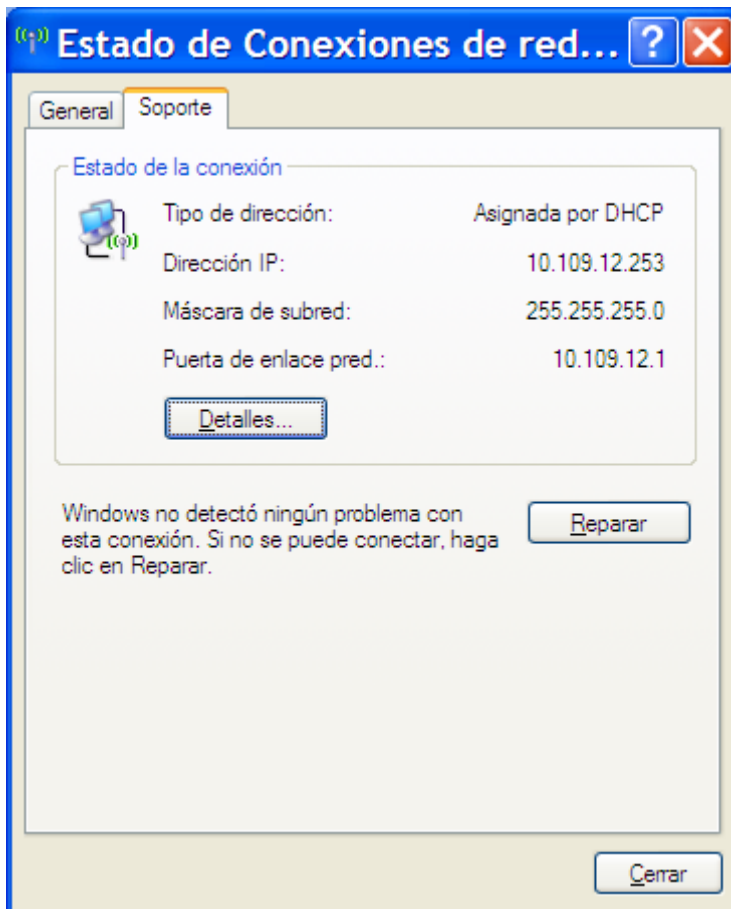 Estado de Conexiones de red...
General
Soporte
Estado de la conexión
Tipo de dirección: Asignada por DHCP
Dirección IP: 10.109.12.253
Máscara de subred: 255.255.255.0
Puerta de enlace pred.: 10.109.12.1
Detalles...
Windows no detectó ningún problema con
esta conexión. Si no se puede conectar, haga
clic en Reparar.
Reparar
Cerrar